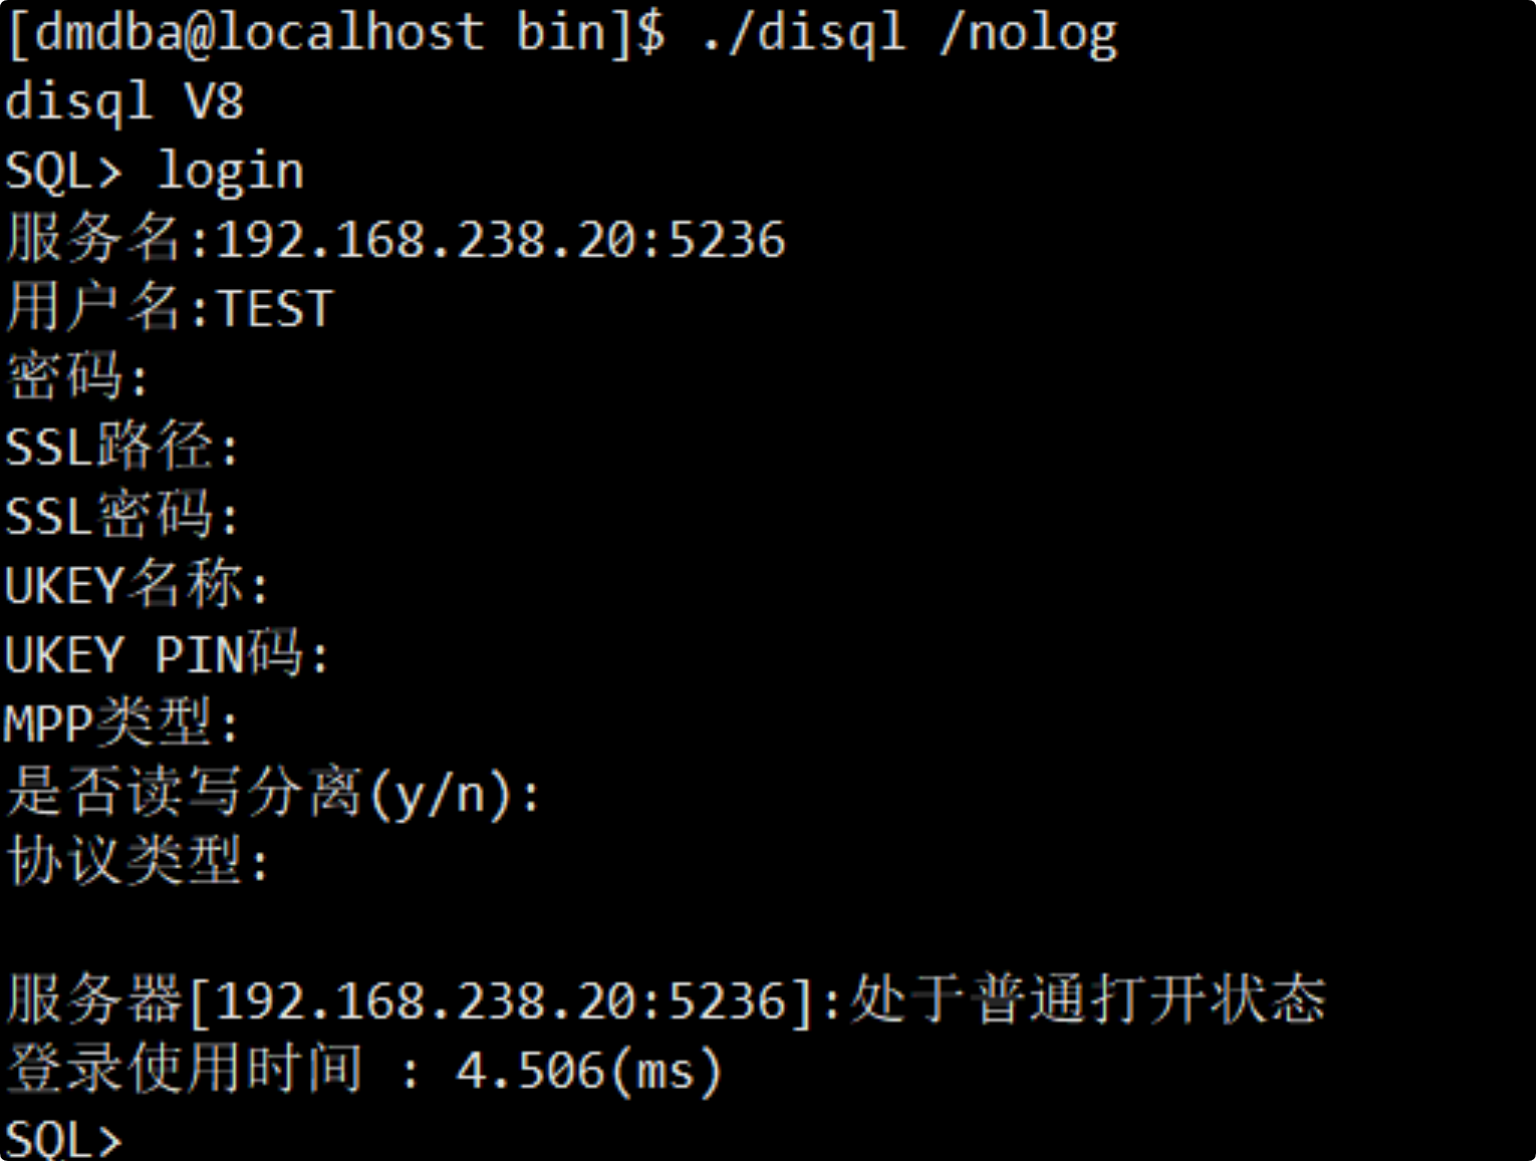 [dmdba@localhost bin]$ ./disql /nolog
disql V8
SQL> login
服务名:192.168.238.20:5236
用户名:TEST
密码:
SSL路径:
SSL密码:
UKEY名称:
UKEY PIN码:
MPP类型:
是否读写分离(y/n):
协议类型:
服务器[192.168.238.20:5236]:处于普通打开状态
登录使用时间 : 4.506(ms)
SQL>